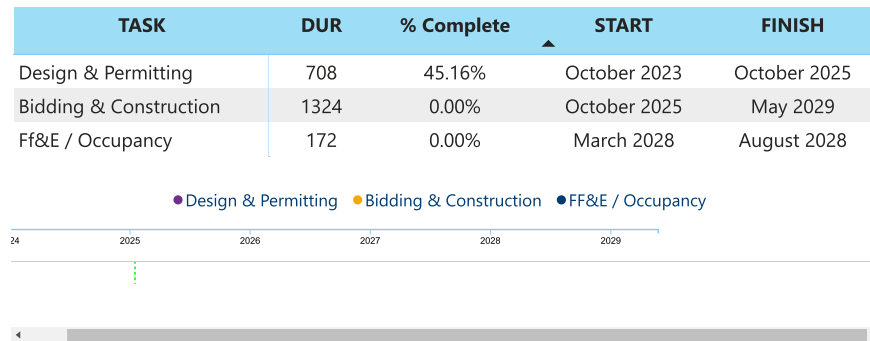 TASK DUR % Complete START FINISH
Design & Permitting 708 45.16% October 2023 October 2025
Bidding & Construction 1324 0.00% October 2025 May 2029
Ff&E / Occupancy 172 0.00% March 2028 August 2028
Design & Permitting Bidding & Construction FF&E / Occupancy
24 2025 2026 2027 2028 2029